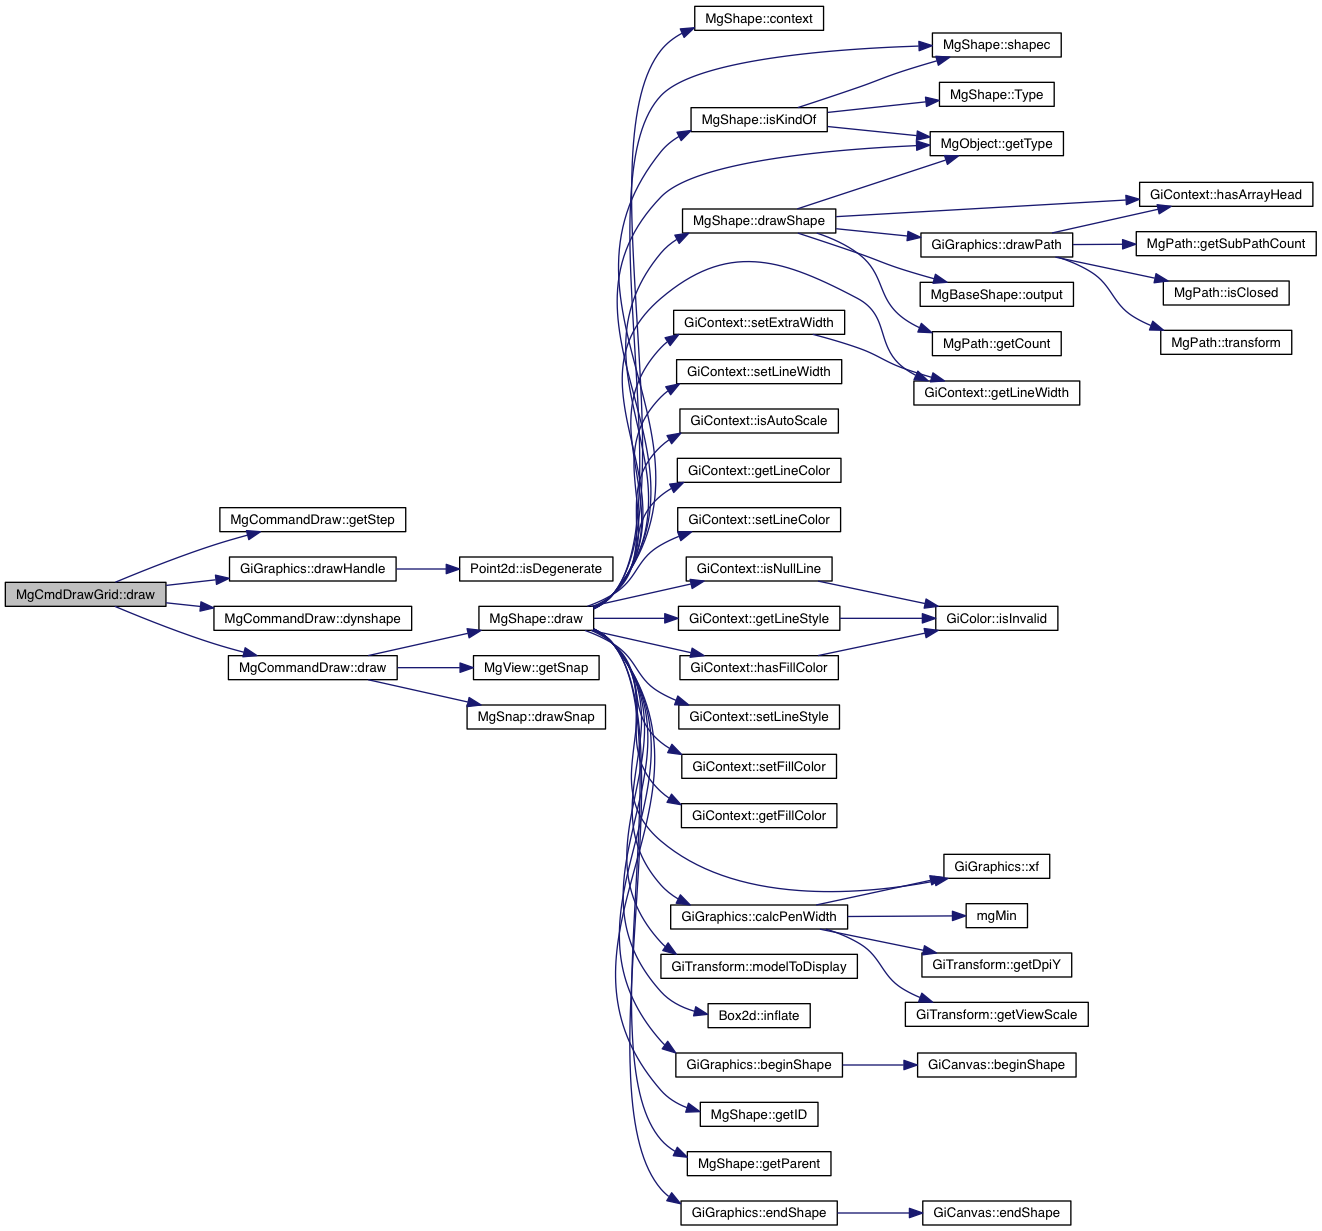 MgShape::context
MgShape::shapec
MgShape::Type
MgShape::isKindOf
MgObject::getType
GiContext::hasArrayHead
MgShape::drawShape
GiGraphics::drawPath
MgPath::getSubPathCount
MgBaseShape::output
MgPath::isClosed
GiContext::setExtraWidth
MgPath::getCount
MgPath::transform
GiContext::setLineWidth
GiContext::getLineWidth
GiContext::isAutoScale
GiContext::getLineColor
MgCommandDraw::getStep
GiContext::setLineColor
GiGraphics::drawHandle
Point2d::isDegenerate
GiContext::isNullLine
MgCmdDrawGrid::draw
MgCommandDraw::dynshape
MgShape::draw
GiContext::getLineStyle
GiColor::isInvalid
MgCommandDraw::draw
MgView::getSnap
GiContext::hasFillColor
MgSnap::drawSnap
GiContext::setLineStyle
GiContext::setFillColor
GiContext::getFillColor
GiGraphics::xf
GiGraphics::calcPenWidth
mgMin
GiTransform::modelToDisplay
GiTransform::getDpiY
Box2d::inflate
GiTransform::getViewScale
GiGraphics::beginShape
GiCanvas::beginShape
MgShape::getID
MgShape::getParent
GiGraphics::endShape
GiCanvas::endShape